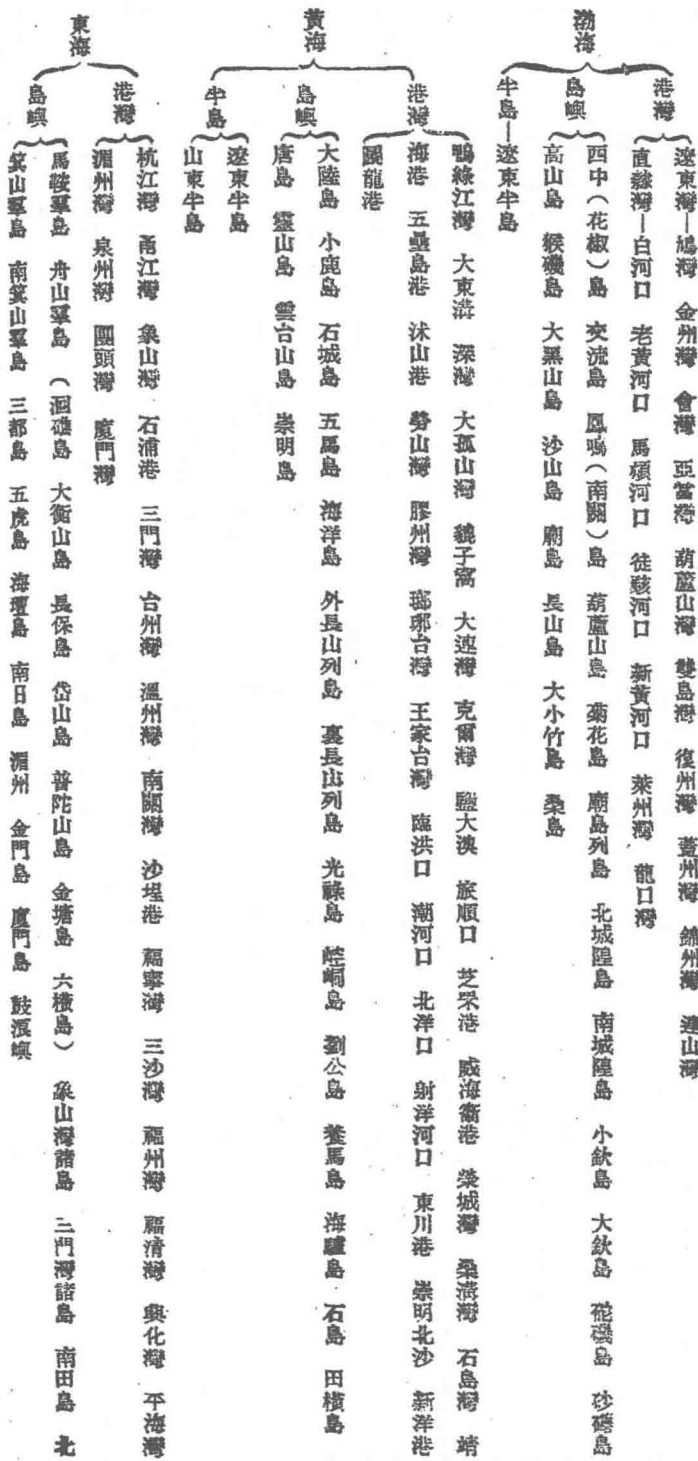 渤海
港灣
遼東灣—鳩灣 金州灣 會灣 亞當灣 葫蘆山灣 雙島灣 復州灣 蓋州灣 錦州灣 連山灣
直隸灣—白河口 老黃河口 馬頰河口 徒駭河口 新黃河口 萊州灣 龍口灣
島嶼
西中(花椒)島 交流島 鳳鳴(南關)島 葫蘆山島 菊花島 廟島列島 北城隍島 南城隍島 小欽島 大欽島 砣磯島 砂磯島
高山島 猴磯島 大黑山島 沙山島 廟島 長山島 大小竹島 桑島
半島—遼東半島
黃海
港灣
鴨綠江灣 大東溝 深灣 大孤山灣 貔子窩 大連灣 克爾灣 鹽大澳 旅順口 芝罘港 威海衞港 榮城灣 桑溝灣 石島灣 靖
海港 五壘島港 沐山港 勞山灣 膠州灣 瑯琊台灣 王家台灣 臨洪口 潮河口 北洋口 射洋河口 東川港 崇明北沙 新洋港
鬭龍港
島嶼
大陸島 小鹿島 石城島 五馬島 海洋島 外長山列島 裏長山列島 光祿島 崆峒島 劉公島 養馬島 海驢島 石島 田橫島
唐島 靈山島 雲台山島 崇明島
半島
遼東半島
山東半島
東海
港灣
杭江灣 甬江灣 象山灣 石浦港 三門灣 台州灣 溫州灣 南關灣 沙埕港 福寧灣 三沙灣 福州灣 福清灣 興化灣 平海灣
湄州灣 泉州灣 圍頭灣 廈門灣
島嶼
馬鞍羣島 舟山羣島 (洄礁島 大衡山島 長保島 岱山島 普陀山島 金塘島 六橫島) 象山灣諸島 三門灣諸島 南田島 北
箕山羣島 南箕山羣島 三都島 五虎島 海壇島 南日島 湄州 金門島 廈門島 鼓浪嶼